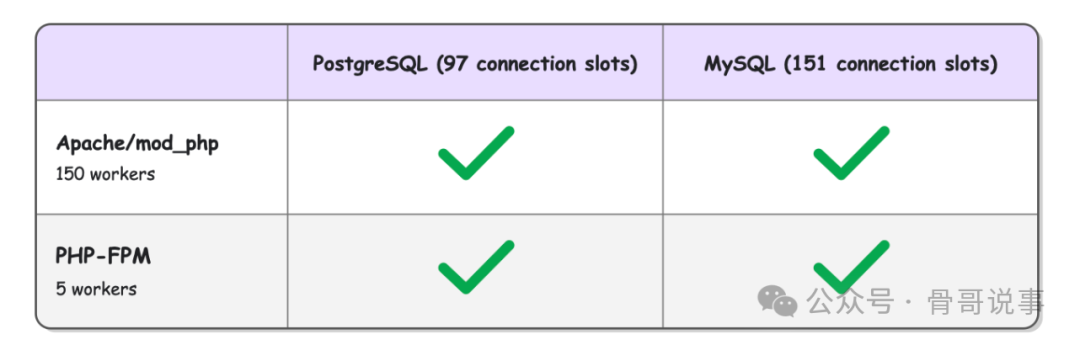 PostgreSQL (97 connection slots)
MySQL (151 connection slots)
Apache/mod_php
150 workers
PHP-FPM
5 workers
公众号 · 骨哥说事